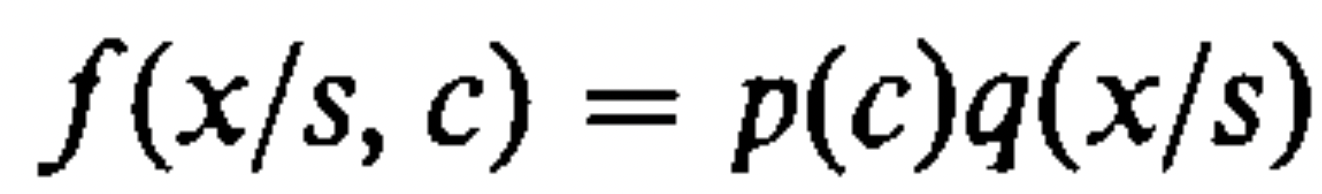 f(x/s, c) = p(c)q(x/s)